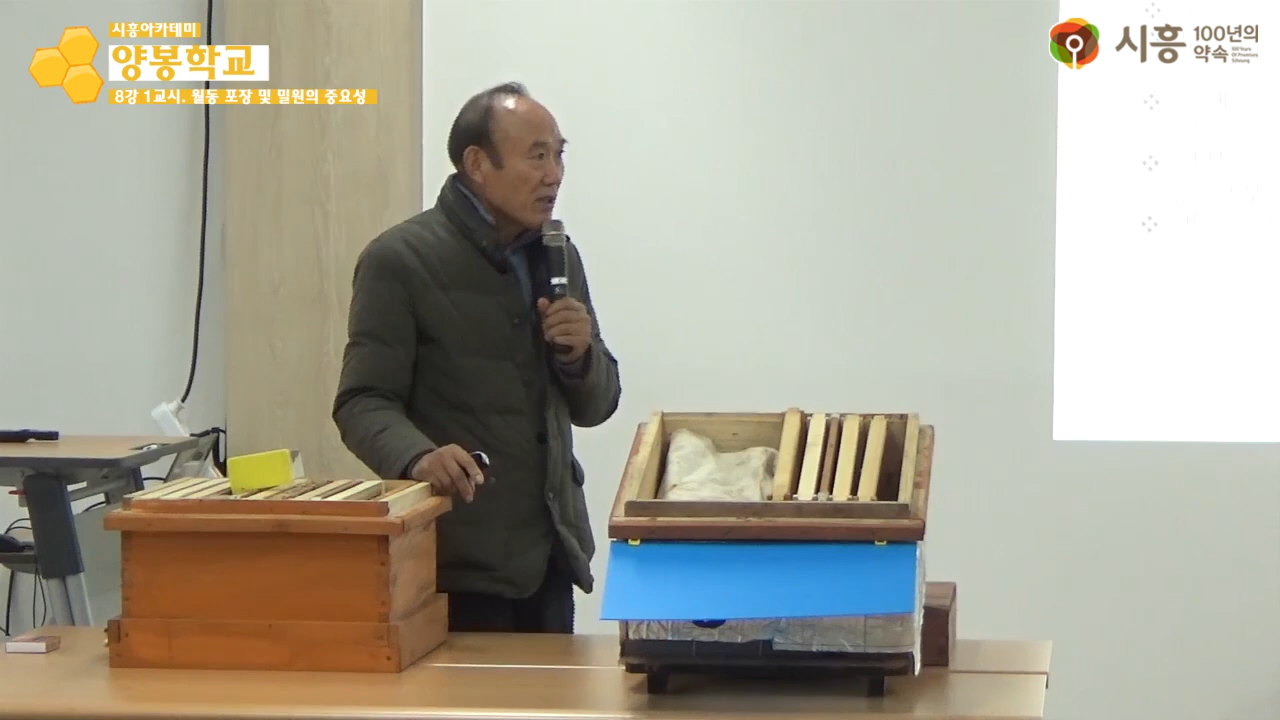 시흥아카데미
양봉학교
8강 1교시. 월동 포장 및 밀원의 중요성
시흥
100년의
약속